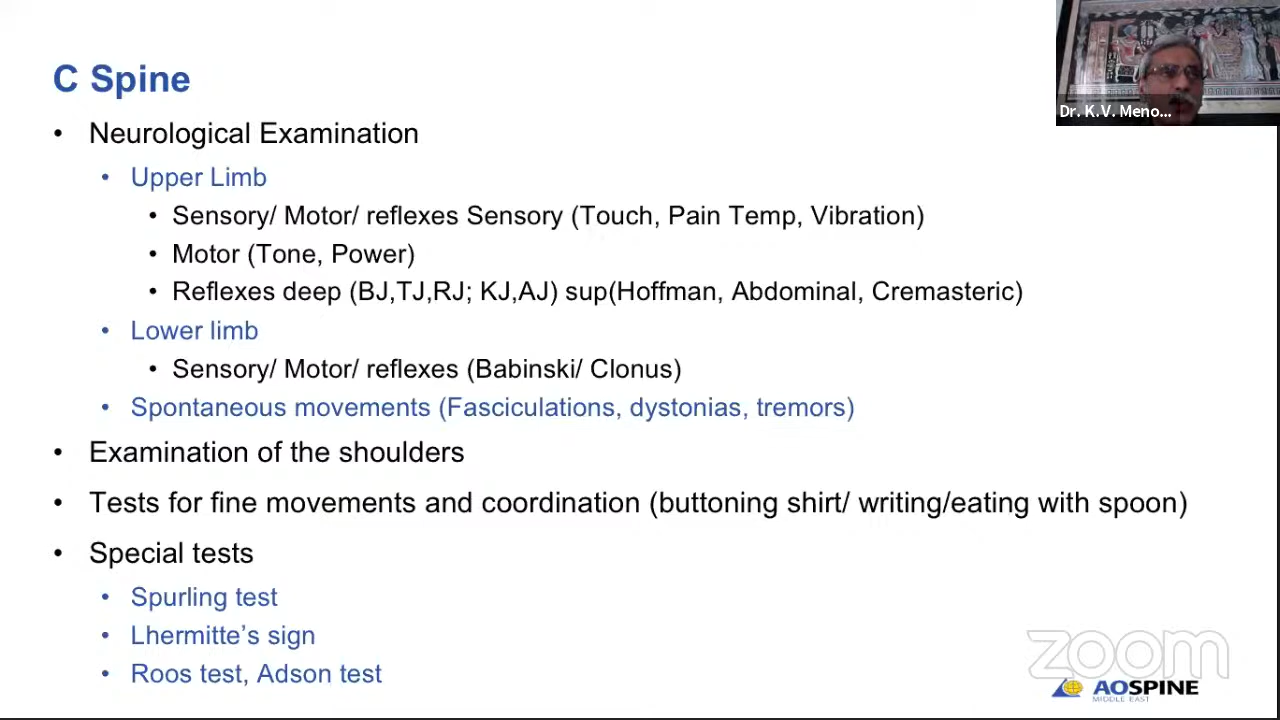 C Spine
Dr. K.V. Meno...
• Neurological Examination
• Upper Limb
• Sensory/ Motor/ reflexes Sensory (Touch, Pain Temp, Vibration)
• Motor (Tone, Power)
• Reflexes deep (BJ,TJ,RJ; KJ,AJ) sup(Hoffman, Abdominal, Cremasteric)
• Lower limb
• Sensory/ Motor/ reflexes (Babinski/ Clonus)
• Spontaneous movements (Fasciculations, dystonias, tremors)
• Examination of the shoulders
• Tests for fine movements and coordination (buttoning shirt/ writing/eating with spoon)
• Special tests
• Spurling test
• Lhermitte’s sign
• Roos test, Adson test
zoom
AOSPINE
MIDDLE EAST